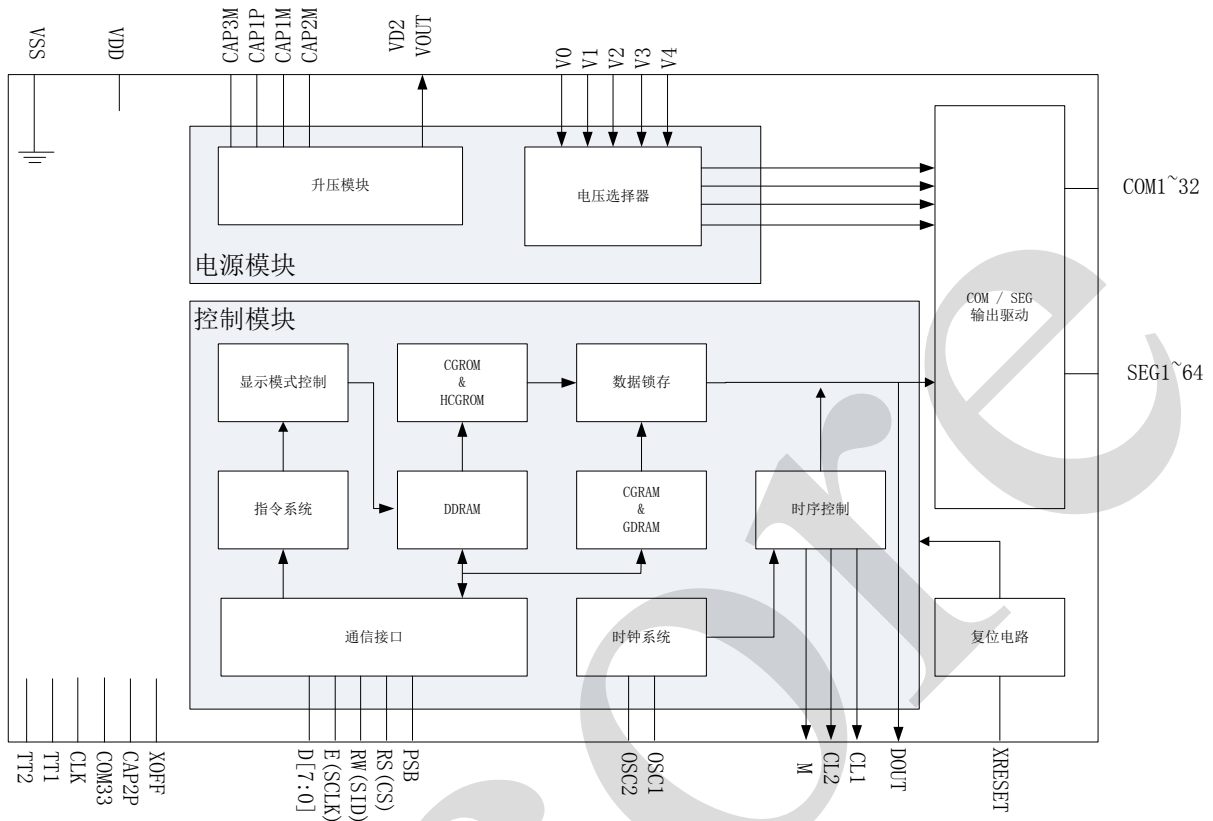 VSS
VDD
CAP3M
CAP1P
CAP1M
CAP2M
VD2
VOUT
V0
V1
V2
V3
V4
升压模块
电压选择器
电源模块
COM / SEG
输出驱动
COM1~32
SEG1~64
控制模块
显示模式控制
CGROM
&
HCGROM
数据锁存
指令系统
DDRAM
CGRAM
&
GDRAM
时序控制
通信接口
时钟系统
复位电路
TT2
TT1
CLK
COM33
CAP2P
XOFF
D[7:0]
E(SCLK)
RW(SID)
RS(CS)
PSB
OSC2
OSC1
M
CL2
CL1
DOUT
XRESET